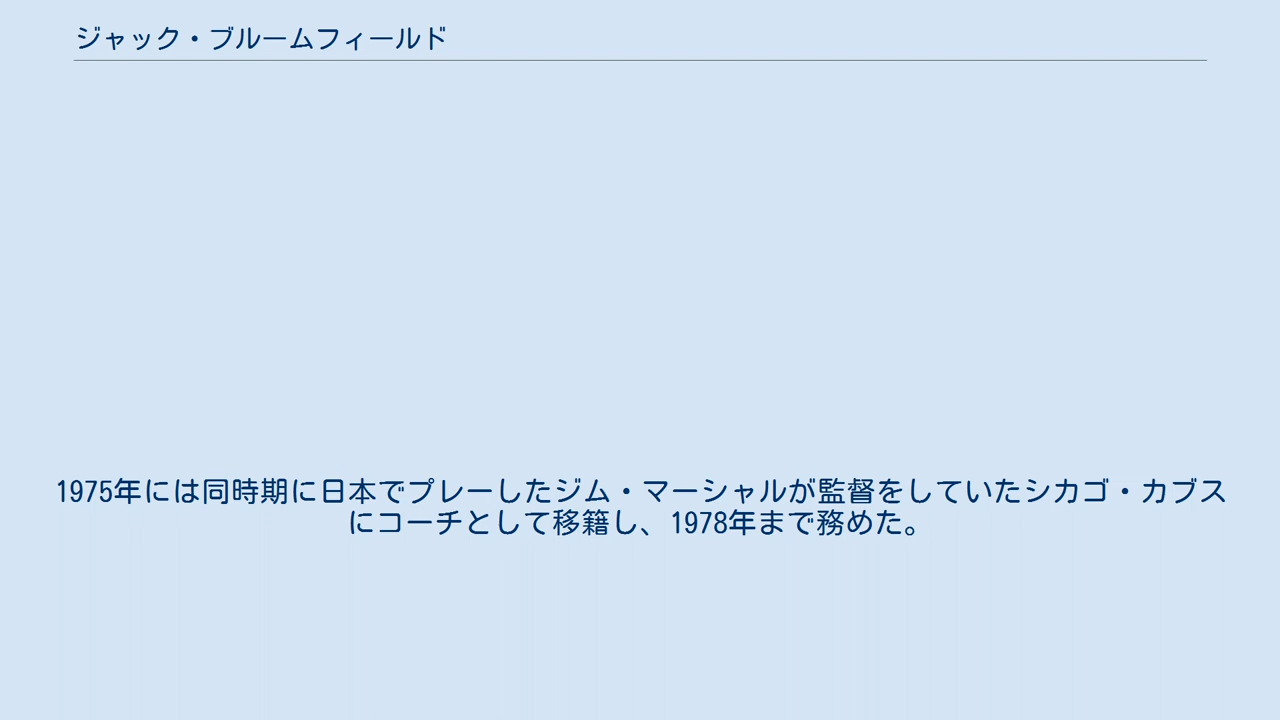 ジャック・ブルームフィールド
1975年には同時期に日本でプレーしたジム・マーシャルが監督をしていたシカゴ・カブス
にコーチとして移籍し、1978年まで務めた。